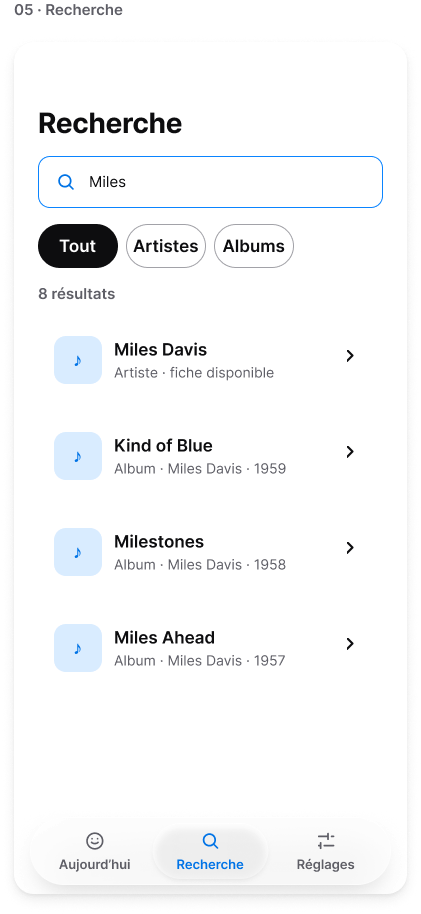 05 · Recherche
Recherche
Miles
Tout
Artistes
Albums
8 résultats
♪
Miles Davis
Artiste · fiche disponible
♪
Kind of Blue
Album · Miles Davis · 1959
♪
Milestones
Album · Miles Davis · 1958
♪
Miles Ahead
Album · Miles Davis · 1957
Aujourd’hui
Recherche
Réglages